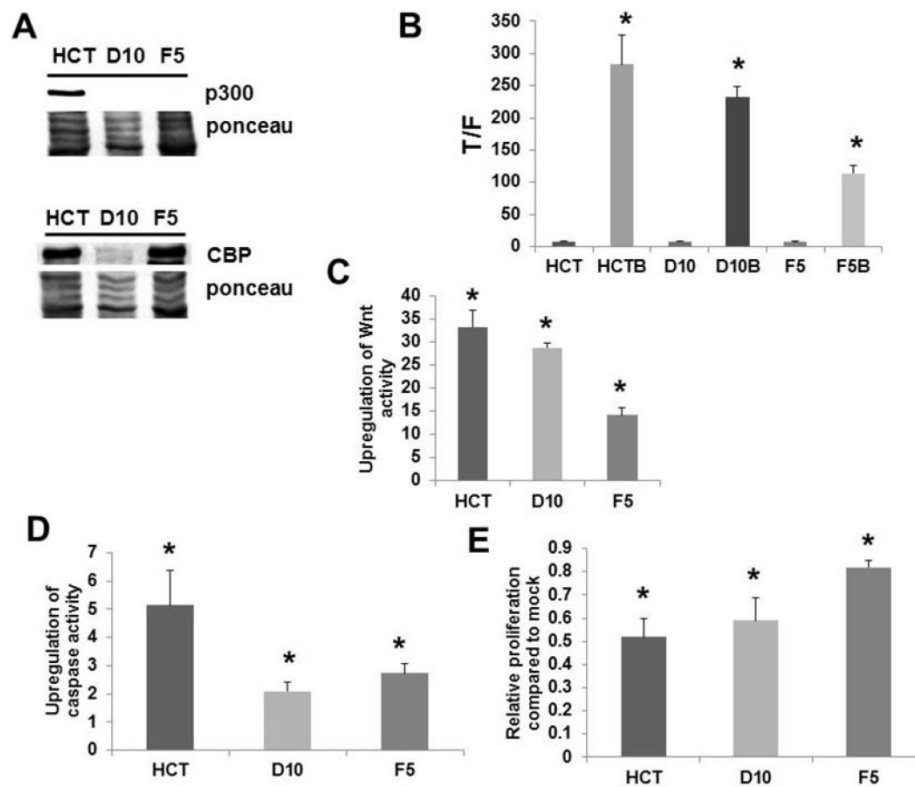 A
HCT D10 F5
p300
ponceau
HCT D10 F5
CBP
ponceau
B
T/F
350
300
250
200
150
100
50
0
*
*
*
HCT HCTB D10 D10B F5 F5B
C
Upregulation of Wnt
activity
40
35
30
25
20
15
10
5
0
*
*
*
HCT D10 F5
D
Upregulation of
caspase activity
7
6
5
4
3
2
1
0
*
*
*
HCT D10 F5
E
Relative proliferation
compared to mock
0.9
0.8
0.7
0.6
0.5
0.4
0.3
0.2
0.1
0
*
*
*
HCT D10 F5